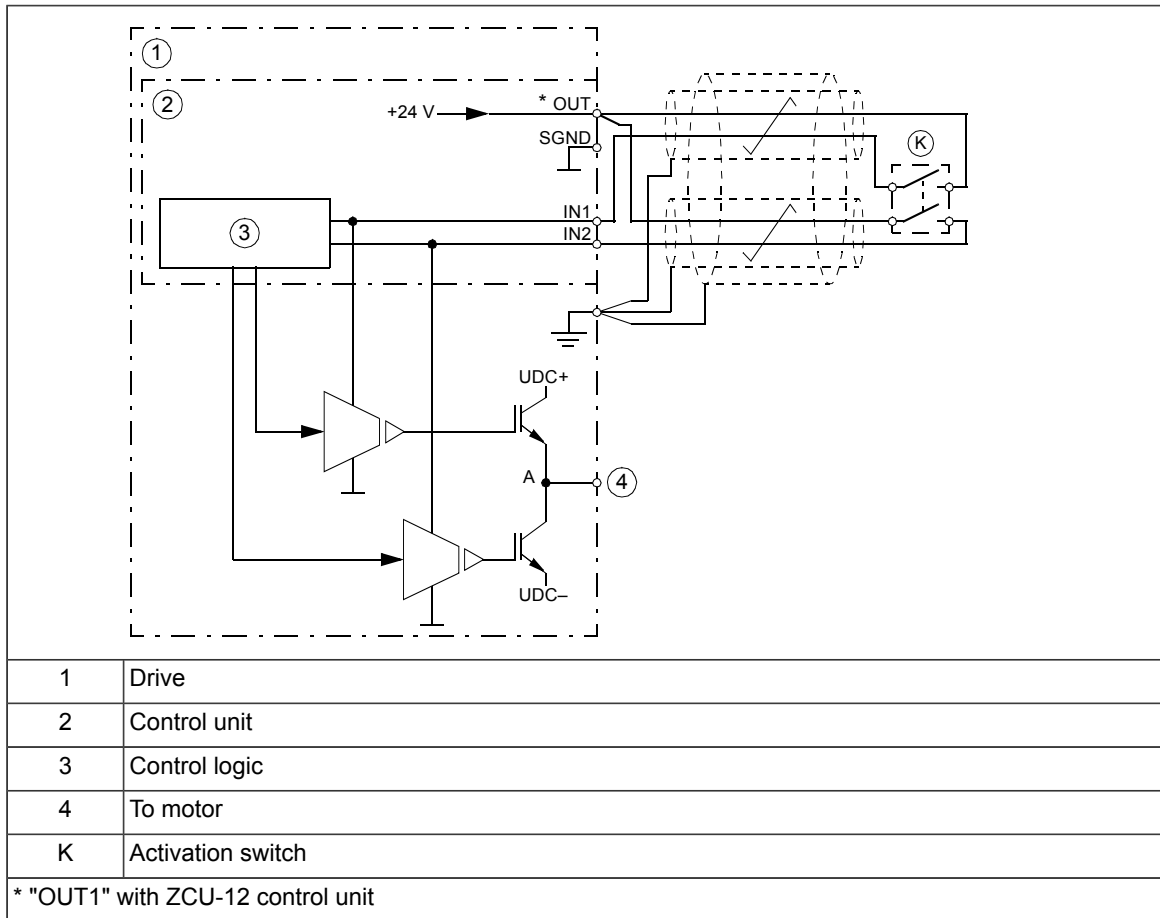 1
2
+24 V
* OUT
SGND
K
IN1
IN2
3
UDC+
A
4
UDC–
1 Drive
2 Control unit
3 Control logic
4 To motor
K Activation switch
* "OUT1" with ZCU-12 control unit